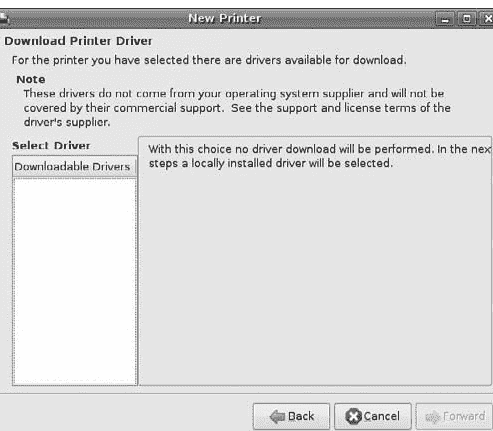 New Printer
Download Printer Driver
For the printer you have selected there are drivers available for download.
Note
These drivers do not come from your operating system supplier and will not be
covered by their commercial support. See the support and license terms of the
driver's supplier.
Select Driver
Downloadable Drivers
With this choice no driver download will be performed. In the nex
steps a locally installed driver will be selected.
Back
Cancel
Forward